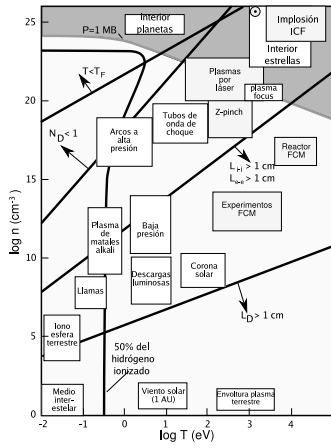 log n (cm⁻³)
25
20
15
10
5
0
P=1 MB
Interior
planetas
Implosión
ICF
Interior
estrellas
T<T_F
Plasmas
por
láser
plasma
focus
Tubos de
onda de
choque
Z-pinch
N_D<1
Arcos a
alta
presión
Reactor
FCM
L_i-i > 1 cm
L_e-e > 1 cm
Plasma
de
matales
alkali
Baja
presión
Experimentos
FCM
Llamas
Descargas
luminosas
Corona
solar
L_D > 1 cm
Iono
esfera
terrestre
50% del
hidrógeno
ionizado
Medio
inter-
estelar
Viento solar
(1 AU)
Envoltura plasma
terrestre
-2 -1 0 1 2 3 4 5
log T (eV)